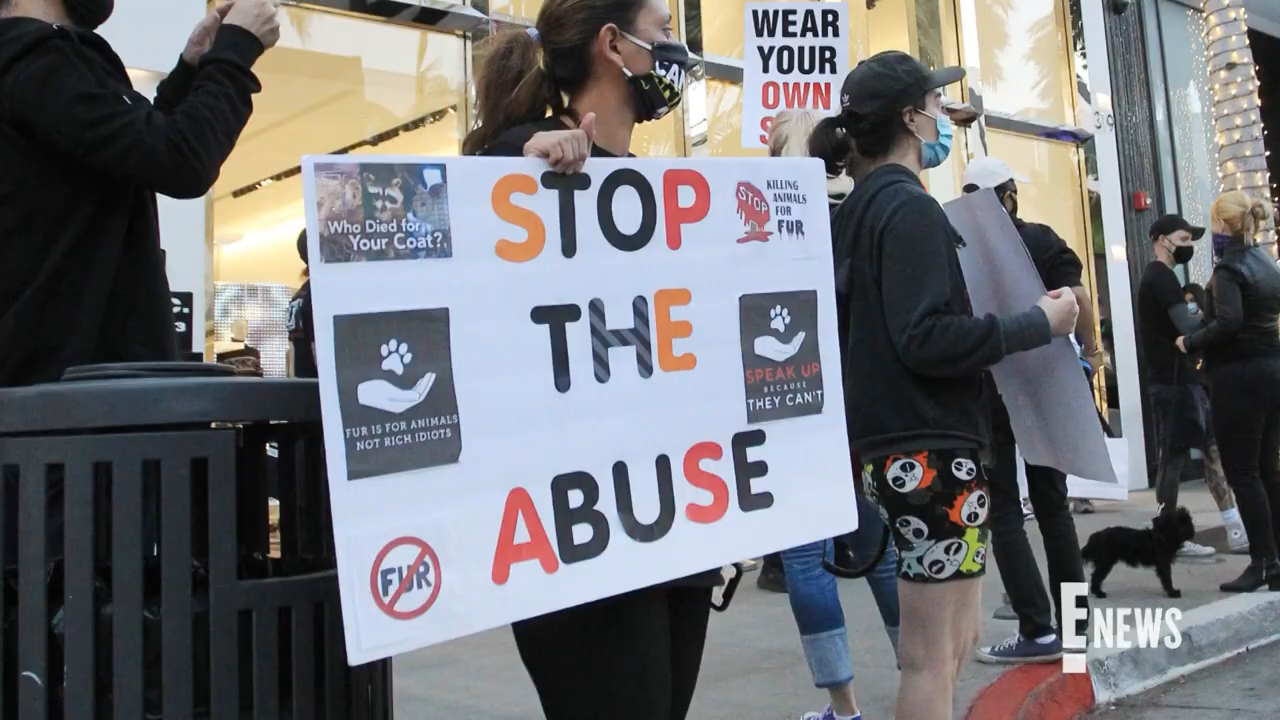 WEAR
YOUR
OWN
STOP
THE
ABUSE
Who Died for
Your Coat?
STOP
KILLING
ANIMALS
FOR
FUR
FUR IS FOR ANIMALS
NOT RICH IDIOTS
SPEAK UP
BECAUSE
THEY CAN'T
FUR
E NEWS